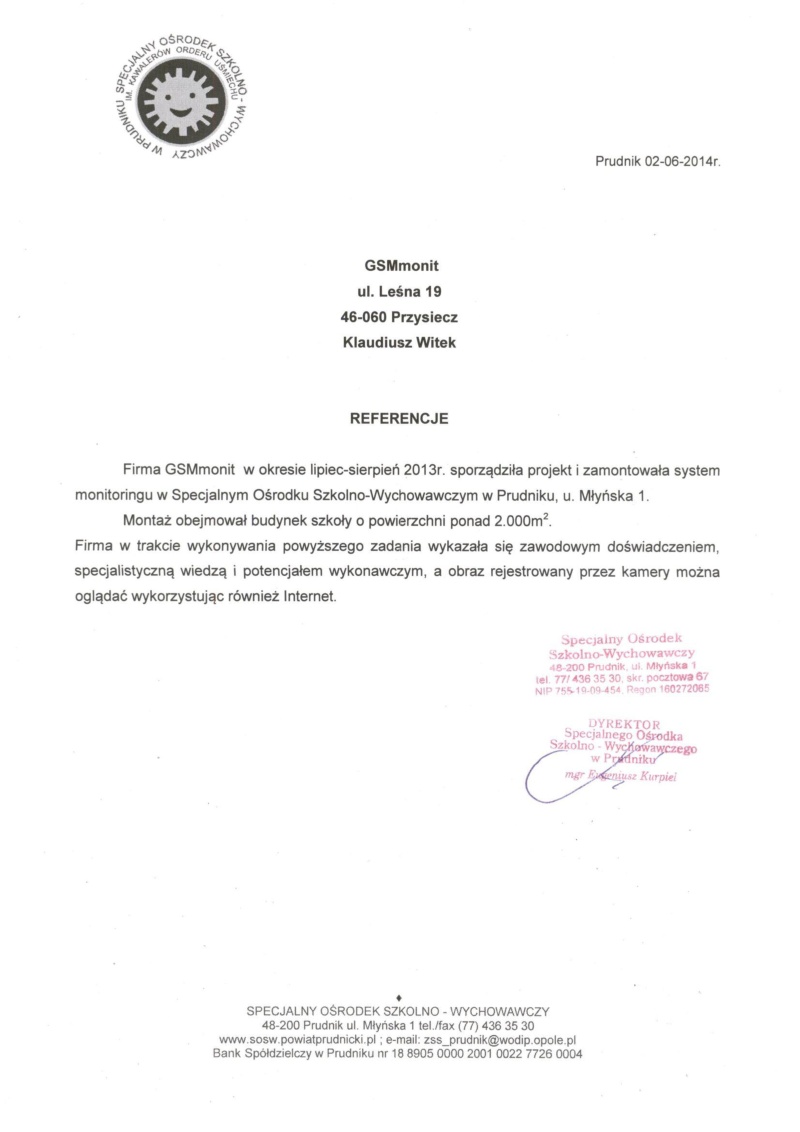 SPECJALNY OŚRODEK SZKOLNO - WYCHOWAWCZY W PRUDNIKU
IM. KAWALERÓW ORDERU UŚMIECHU
Prudnik 02-06-2014r.
GSMmonit
ul. Leśna 19
46-060 Przysiecz
Klaudiusz Witek
REFERENCJE
Firma GSMmonit w okresie lipiec-sierpień 2013r. sporządziła projekt i zamontowała system
monitoringu w Specjalnym Ośrodku Szkolno-Wychowawczym w Prudniku, u. Młyńska 1.
Montaż obejmował budynek szkoły o powierzchni ponad 2.000m².
Firma w trakcie wykonywania powyższego zadania wykazała się zawodowym doświadczeniem,
specjalistyczną wiedzą i potencjałem wykonawczym, a obraz rejestrowany przez kamery można
oglądać wykorzystując również Internet.
Specjalny Ośrodek
Szkolno-Wychowawczy
48-200 Prudnik, ul. Młyńska 1
tel. 77/ 436 35 30, skr. pocztowa 67
NIP 755-19-09-454, Regon 160272065
DYREKTOR
Specjalnego Ośrodka
Szkolno - Wychowawczego
w Prudniku
mgr Eugeniusz Kurpiel
SPECJALNY OŚRODEK SZKOLNO - WYCHOWAWCZY
48-200 Prudnik ul. Młyńska 1 tel./fax (77) 436 35 30
www.sosw.powiatprudnicki.pl ; e-mail: zss_prudnik@wodip.opole.pl
Bank Spółdzielczy w Prudniku nr 18 8905 0000 2001 0022 7726 0004